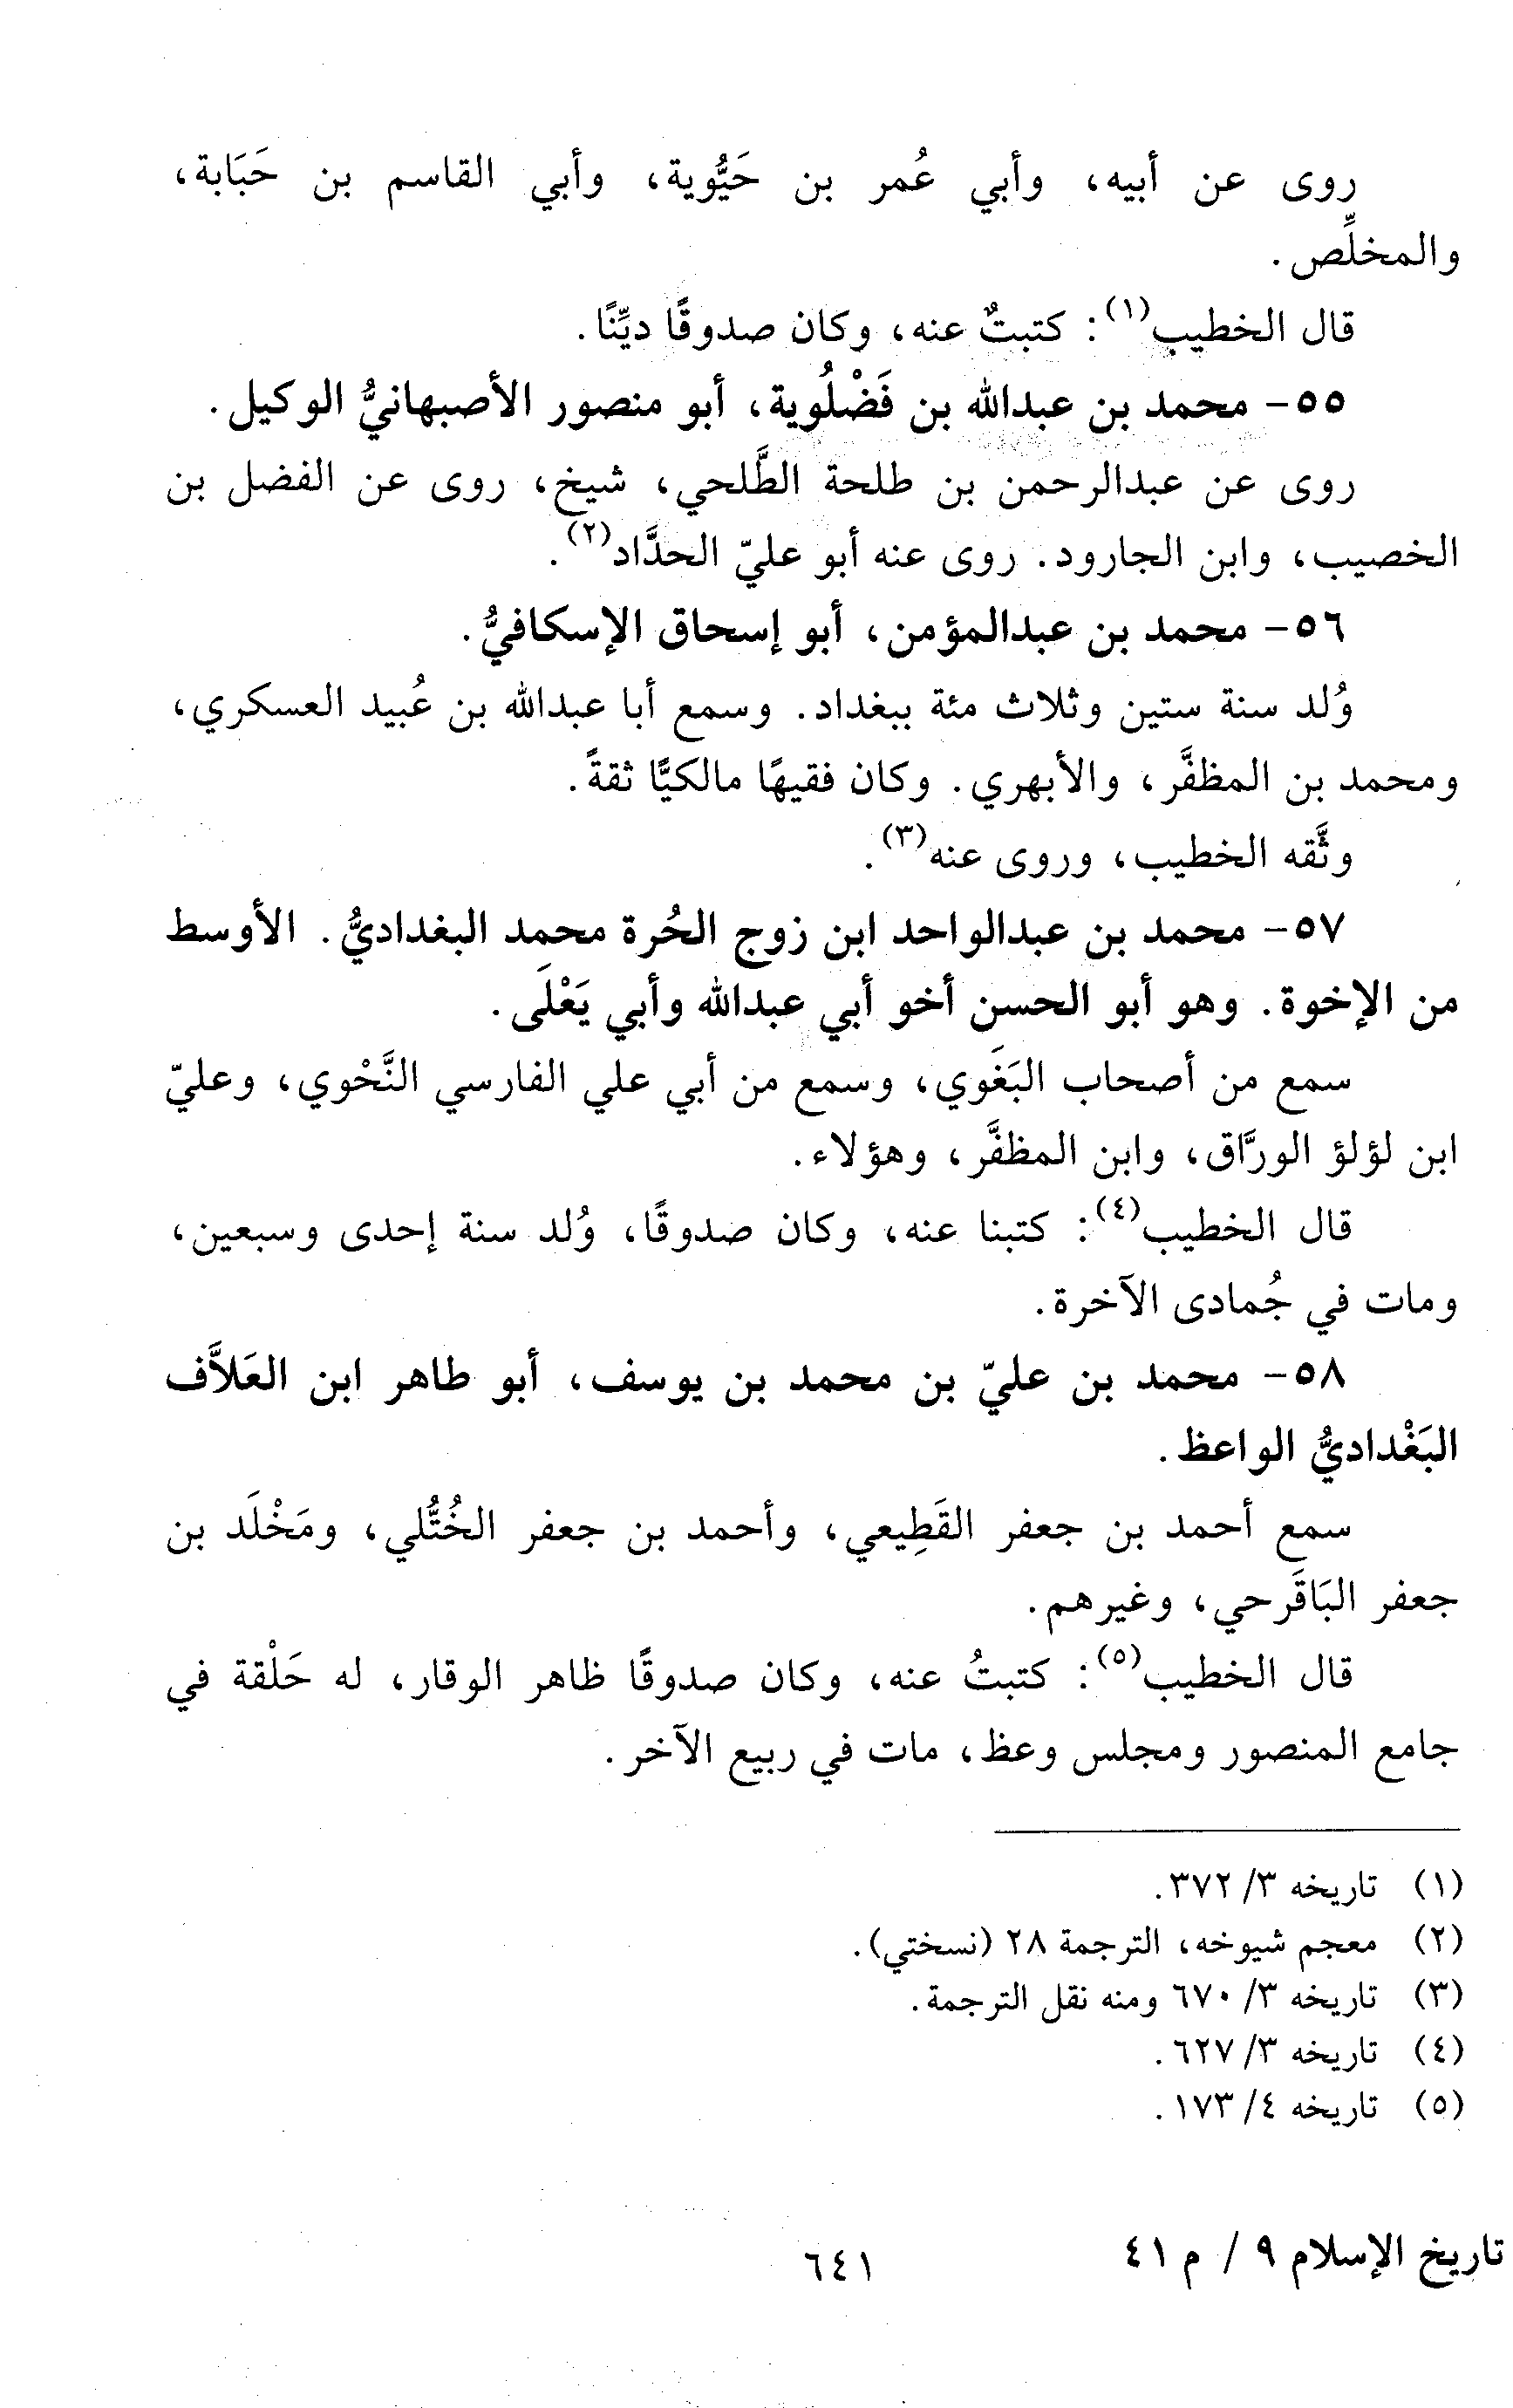 روى عن أبيه، وأبي عُمر بن حَيُّوية، وأبي القاسم بن حَبَابة،
والمخلِّص.
قال الخطيب(١): كتبتٌ عنه، وكان صدوقًا ديِّنًا.
٥٥- محمد بن عبدالله بن فَضْلُوية، أبو منصور الأصبهانيُّ الوكيل.
روى عن عبدالرحمن بن طلحة الطَّلحي، شيخ، روى عن الفضل بن
الخصيب، وابن الجارود. روى عنه أبو عليّ الحدَّاد(٢).
٥٦- محمد بن عبدالمؤمن، أبو إسحاق الإسكافيُّ.
وُلد سنة ستين وثلاث مئة ببغداد. وسمع أبا عبدالله بن عُبيد العسكري،
ومحمد بن المظفَّر، والأبهري. وكان فقيهًا مالكيًّا ثقةً.
وثَّقه الخطيب، وروى عنه(٣).
٥٧- محمد بن عبدالواحد ابن زوج الحُرة محمد البغداديُّ. الأوسط
من الإخوة. وهو أبو الحسن أخو أبي عبدالله وأبي يَعْلَى.
سمع من أصحاب البَغَوي، وسمع من أبي علي الفارسي النَّحْوي، وعليّ
ابن لؤلؤ الورَّاق، وابن المظفَّر، وهؤلاء.
قال الخطيب(٤): كتبنا عنه، وكان صدوقًا، وُلد سنة إحدى وسبعين،
ومات في جُمادى الآخرة.
٥٨- محمد بن عليّ بن محمد بن يوسف، أبو طاهر ابن العَلاَّف
البَغْداديُّ الواعظ.
سمع أحمد بن جعفر القَطِيعي، وأحمد بن جعفر الخُتُّلي، ومَخْلَد بن
جعفر البَاقَرحي، وغيرهم.
قال الخطيب(٥): كتبتُ عنه، وكان صدوقًا ظاهر الوقار، له حَلْقة في
جامع المنصور ومجلس وعظ، مات في ربيع الآخر.
(١) تاريخه ٣/ ٣٧٢.
(٢) معجم شيوخه، الترجمة ٢٨ (نسختي).
(٣) تاريخه ٣/ ٦٧٠ ومنه نقل الترجمة.
(٤) تاريخه ٣/ ٦٢٧.
(٥) تاريخه ٤/ ١٧٣.
تاريخ الإسلام ٩ / م ٤١
٦٤١